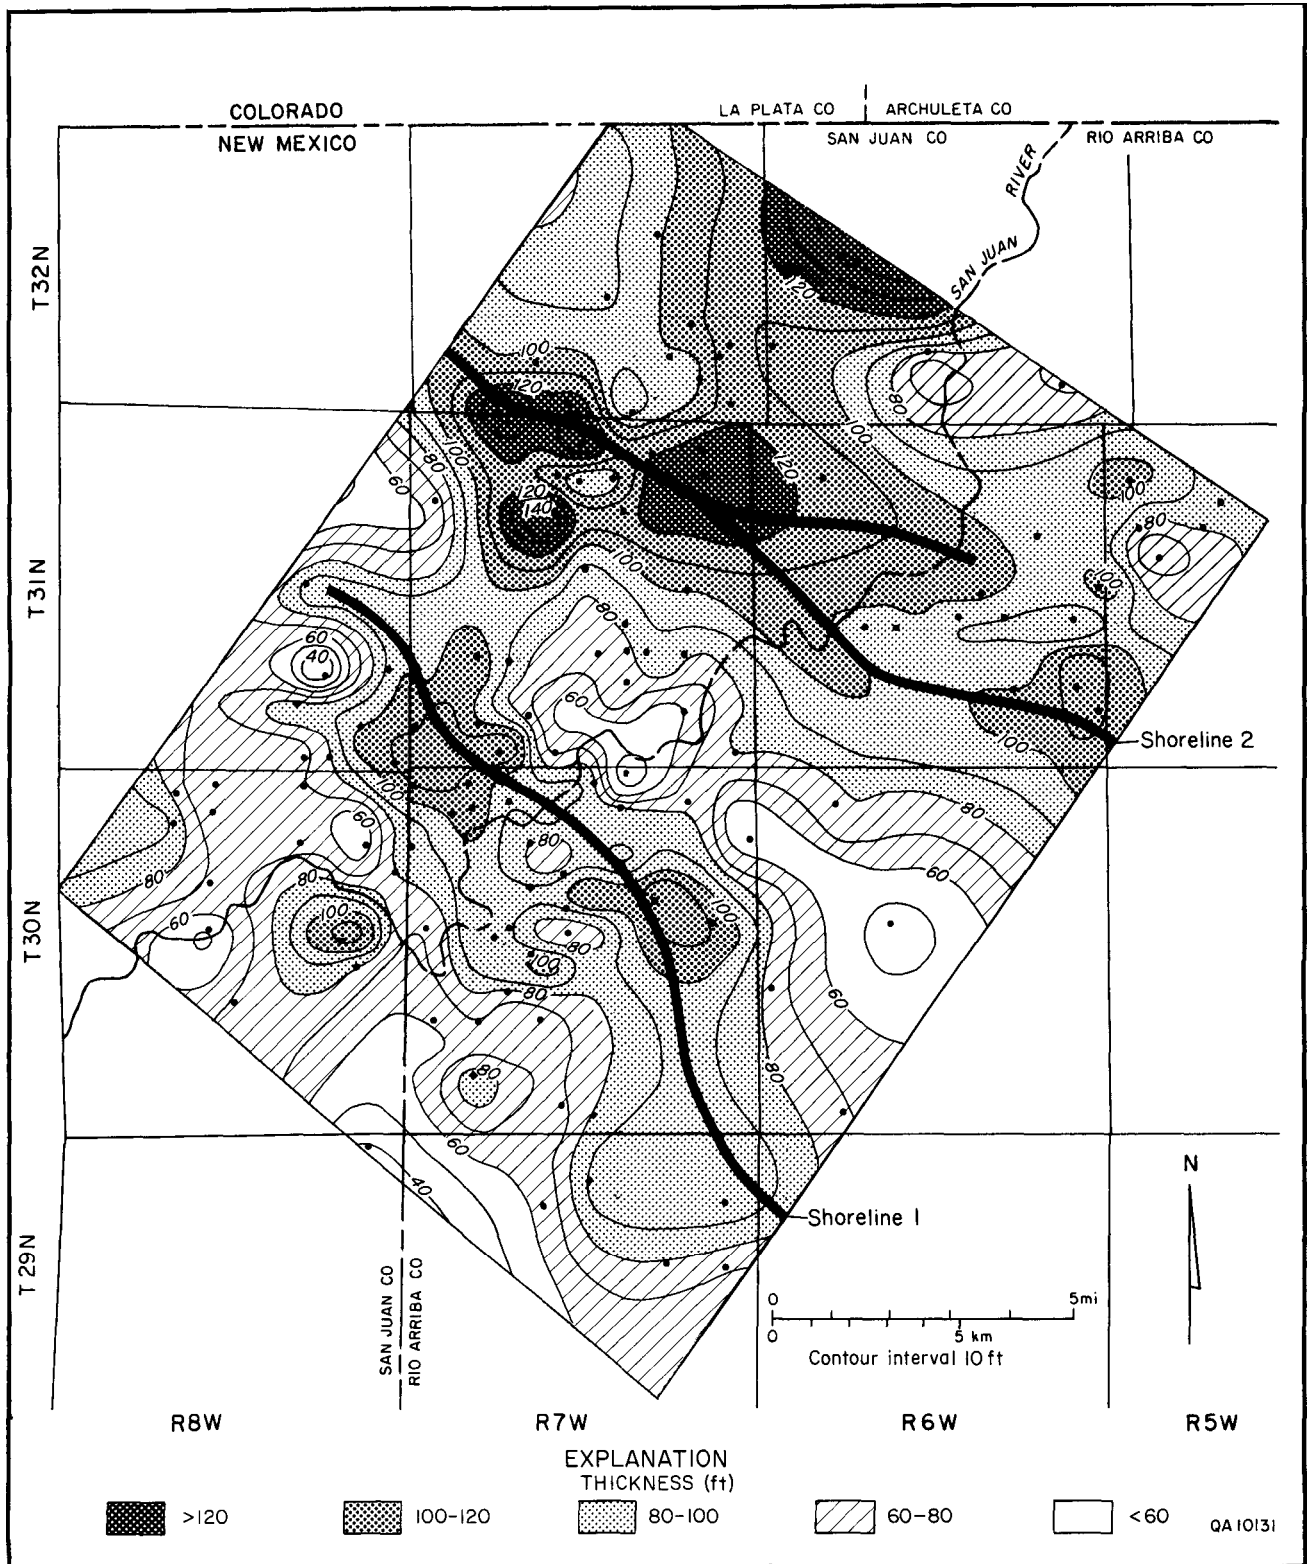 COLORADO
NEW MEXICO
LA PLATA CO
ARCHULETA CO
SAN JUAN CO
RIO ARRIBA CO
SAN JUAN
RIVER
T32N
T31N
T30N
T29N
120
100
120
80
100
120
100
80
100
60
120
140
100
80
100
100
80
60
40
60
100
100
Shoreline 2
80
60
80
100
80
60
80
100
60
100
80
100
80
60
80
80
60
40
Shoreline 1
SAN JUAN CO
RIO ARRIBA CO
N
0
5mi
0
5 km
Contour interval 10 ft
R8W
R7W
R6W
R5W
EXPLANATION
THICKNESS (ft)
>120
100-120
80-100
60-80
<60
QA10131